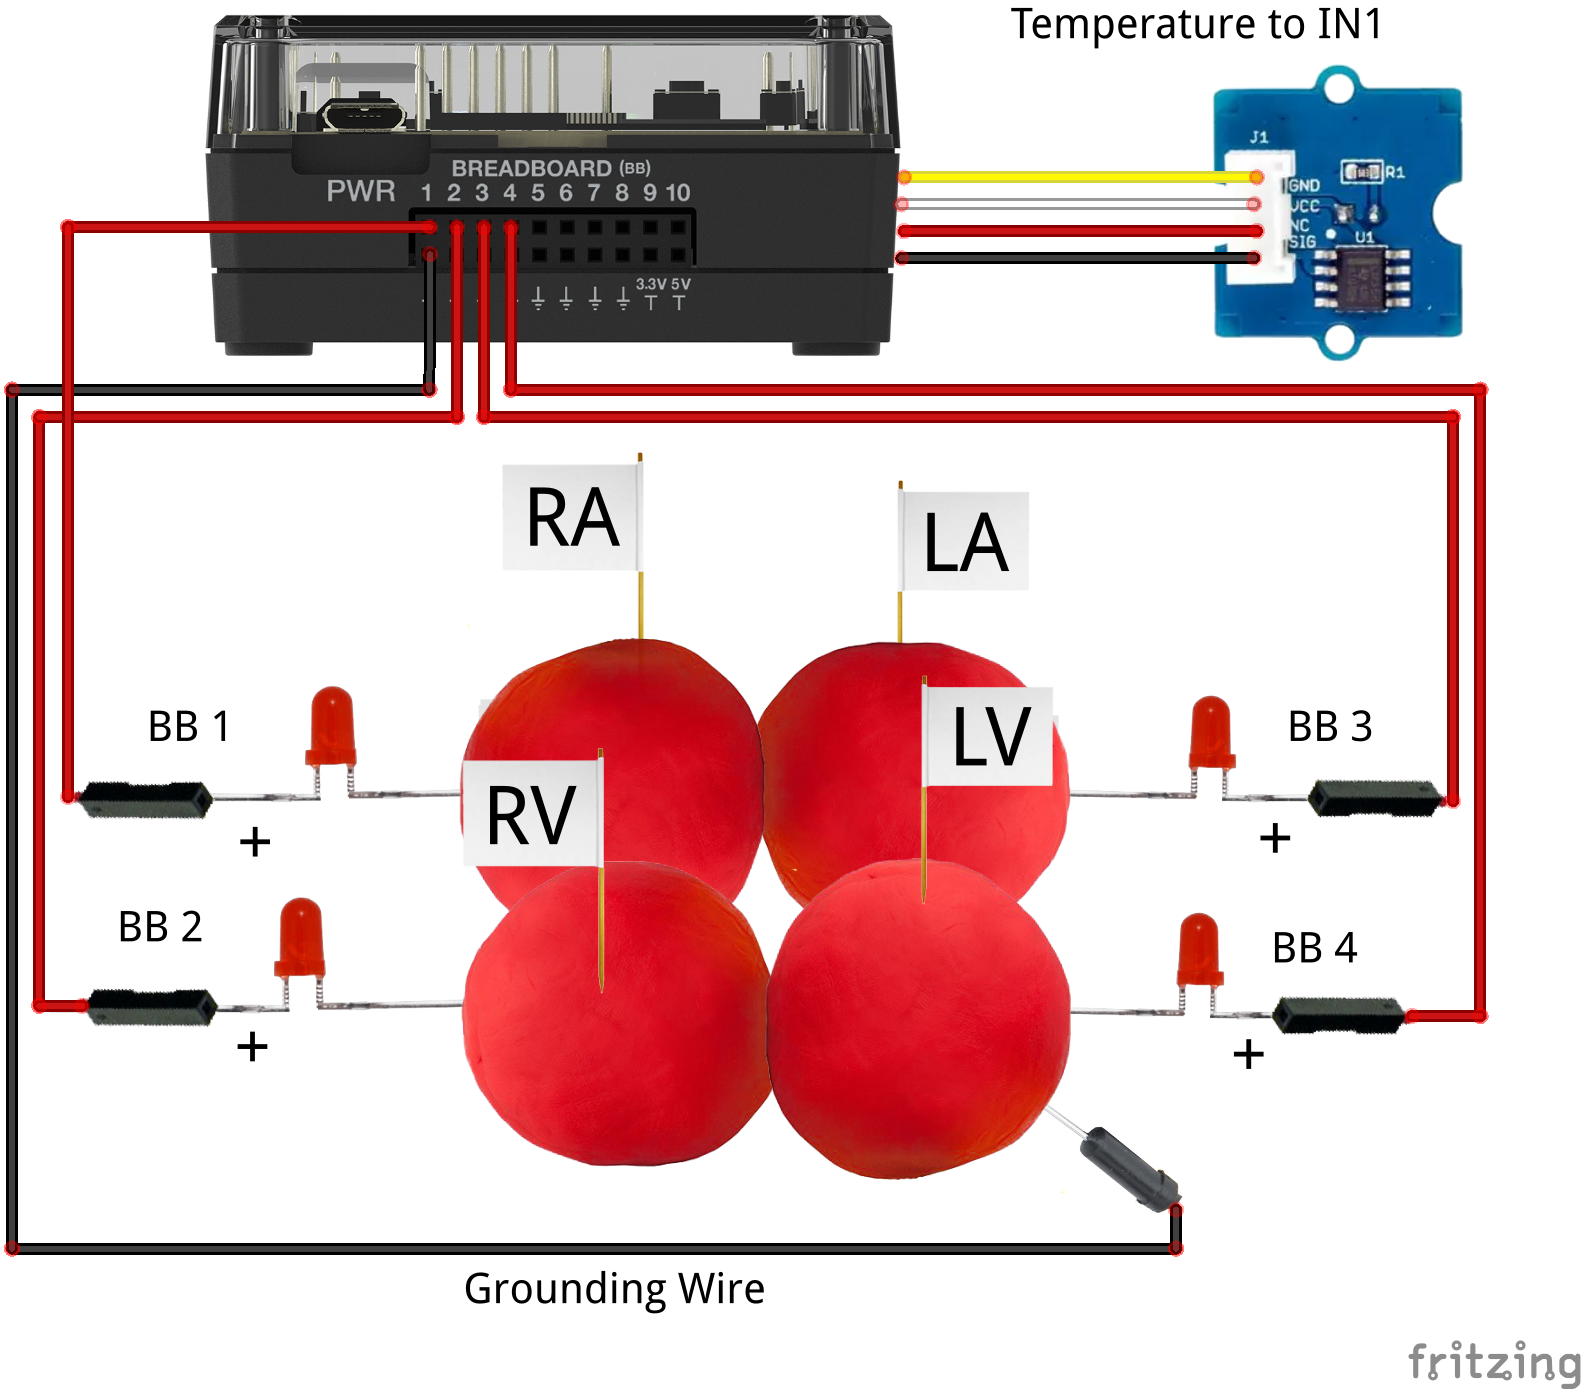 Temperature to IN1
J1
GND
VCC
NC
SIG
R1
U1
BREADBOARD (BB)
PWR 1 2 3 4 5 6 7 8 9 10
3.3V 5V
RA
LA
LV
RV
BB 1
+
BB 3
+
BB 2
+
BB 4
+
Grounding Wire
fritzing